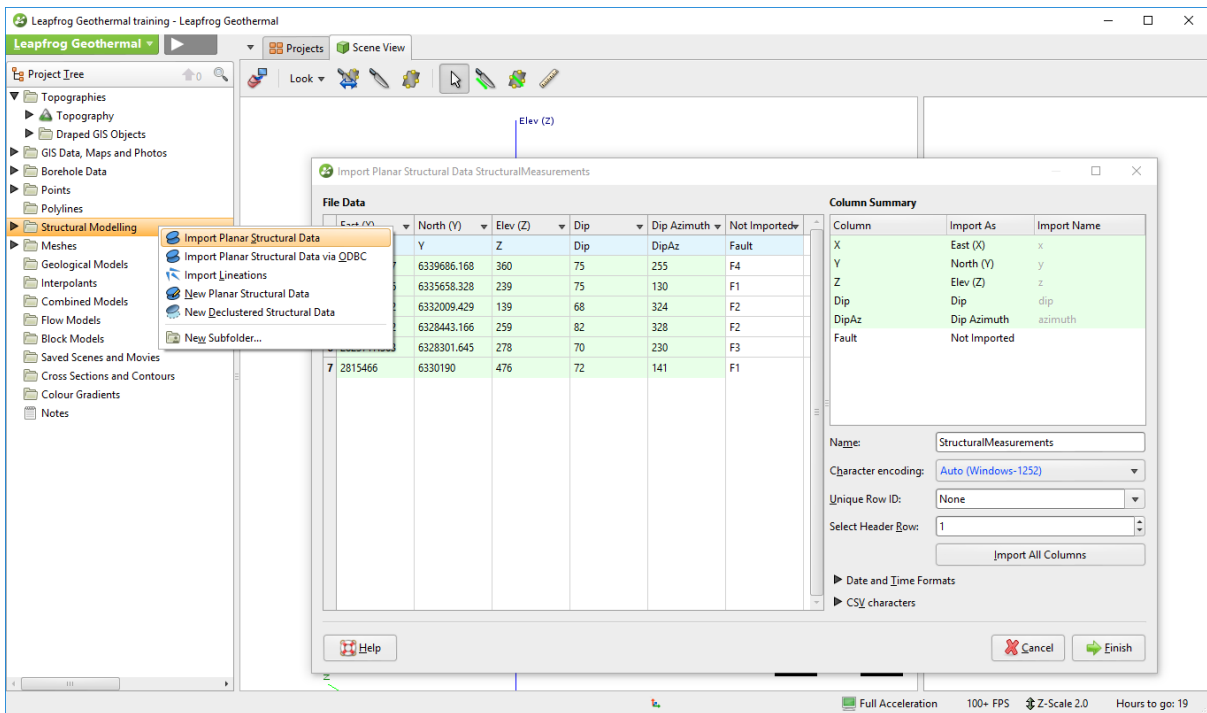 Leapfrog Geothermal training - Leapfrog Geothermal
Leapfrog Geothermal
Projects
Scene View
Project Tree
0
Look
Topographies
Topography
Draped GIS Objects
GIS Data, Maps and Photos
Borehole Data
Points
Polylines
Structural Modelling
Meshes
Geological Models
Interpolants
Combined Models
Flow Models
Block Models
Saved Scenes and Movies
Cross Sections and Contours
Colour Gradients
Notes
Import Planar Structural Data
Import Planar Structural Data via ODBC
Import Lineations
New Planar Structural Data
New Declustered Structural Data
New Subfolder...
Elev (Z)
Import Planar Structural Data StructuralMeasurements
File Data
North (Y) Elev (Z) Dip Dip Azimuth Not Imported
Y Z Dip DipAz Fault
6339686.168 360 75 255 F4
6335658.328 239 75 130 F1
6332009.429 139 68 324 F2
6328443.166 259 82 328 F2
6328301.645 278 70 230 F3
7 2815466 6330190 476 72 141 F1
Column Summary
Column Import As Import Name
X East (X) x
Y North (Y) y
Z Elev (Z) z
Dip Dip dip
DipAz Dip Azimuth azimuth
Fault Not Imported
Name: StructuralMeasurements
Character encoding: Auto (Windows-1252)
Unique Row ID: None
Select Header Row: 1
Import All Columns
Date and Time Formats
CSV characters
Help
Cancel
Finish
Full Acceleration 100+ FPS Z-Scale 2.0 Hours to go: 19